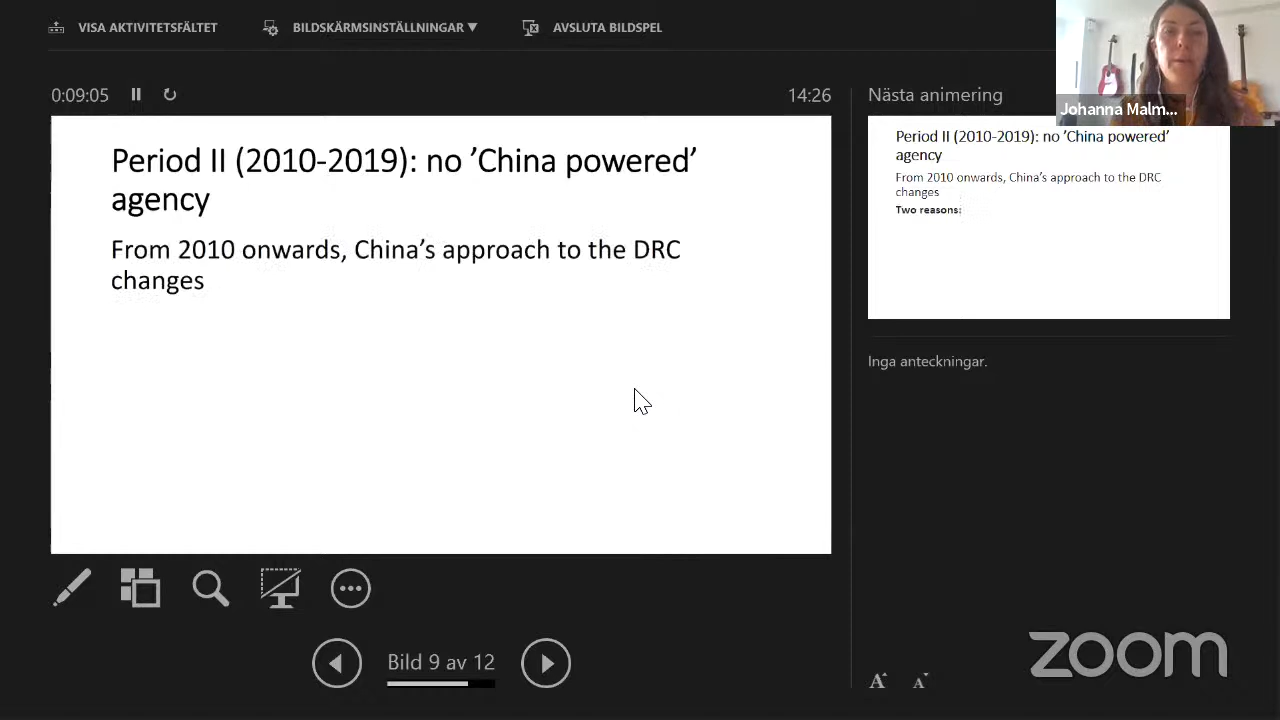 VISA AKTIVITETSFÄLTET
BILDSKÄRMSINSTÄLLNINGAR ▼
AVSLUTA BILDSPEL
0:09:05
14:26
Nästa animering
Johanna Malm...
Period II (2010-2019): no ’China powered’
agency
From 2010 onwards, China’s approach to the DRC
changes
Period II (2010-2019): no ’China powered’
agency
From 2010 onwards, China’s approach to the DRC
changes
Two reasons:
Inga anteckningar.
Bild 9 av 12
A A
zoom